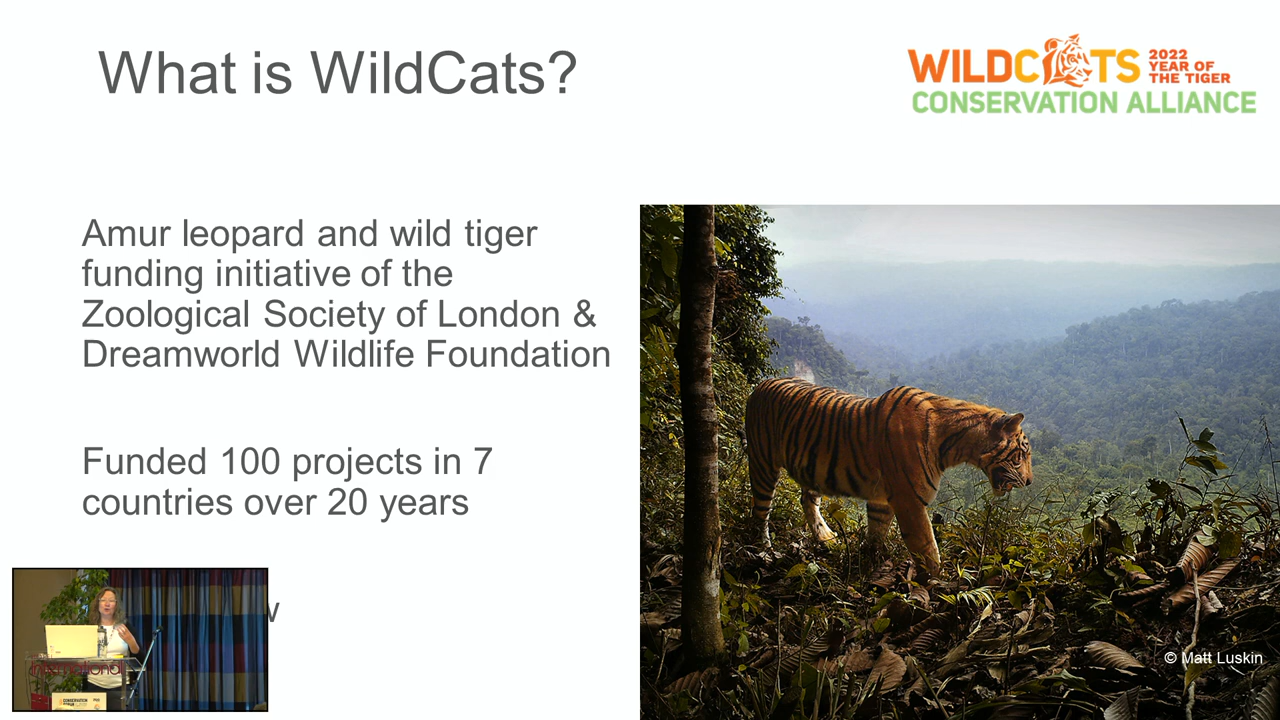 What is WildCats?
WILDCATS
2022
YEAR OF
THE TIGER
CONSERVATION ALLIANCE
Amur leopard and wild tiger
funding initiative of the
Zoological Society of London &
Dreamworld Wildlife Foundation
Funded 100 projects in 7
countries over 20 years
International
CONSERVATION
© Matt Luskin